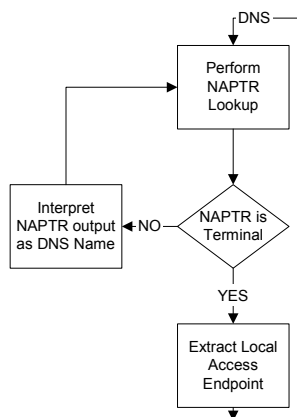 DNS
Perform
NAPTR
Lookup
Interpret
NAPTR output
as DNS Name
NO
NAPTR is
Terminal
YES
Extract Local
Access
Endpoint